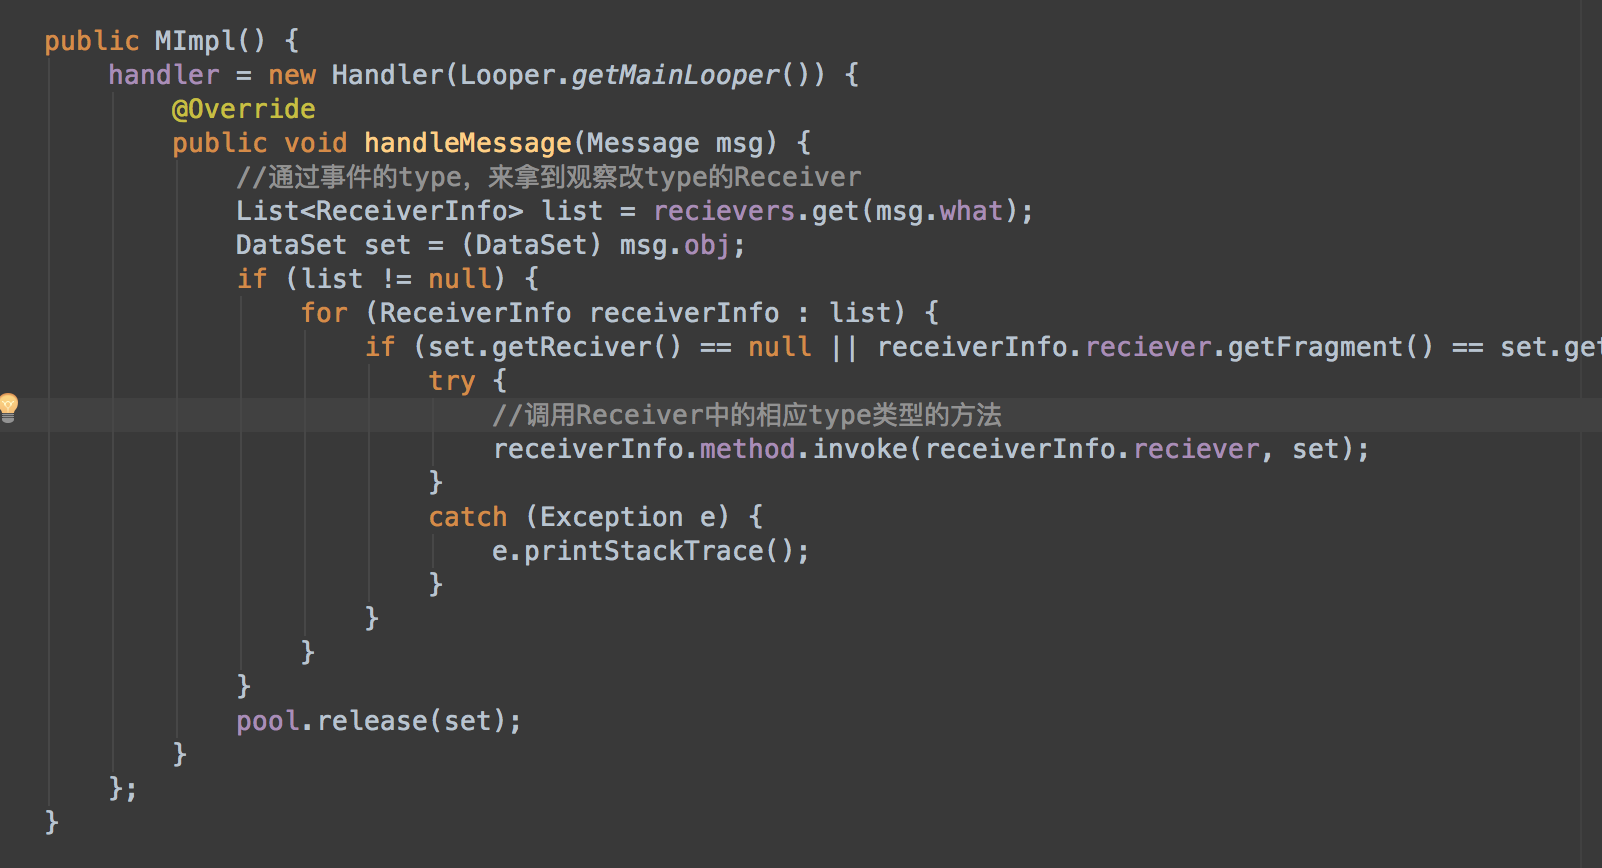 public MImpl() {
handler = new Handler(Looper.getMainLooper()) {
@Override
public void handleMessage(Message msg) {
//通过事件的type，来拿到观察改type的Receiver
List<ReceiverInfo> list = recievers.get(msg.what);
DataSet set = (DataSet) msg.obj;
if (list != null) {
for (ReceiverInfo receiverInfo : list) {
if (set.getReciver() == null || receiverInfo.reciever.getFragment() == set.get
try {
//调用Receiver中的相应type类型的方法
receiverInfo.method.invoke(receiverInfo.reciever, set);
}
catch (Exception e) {
e.printStackTrace();
}
}
}
}
pool.release(set);
}
};
}